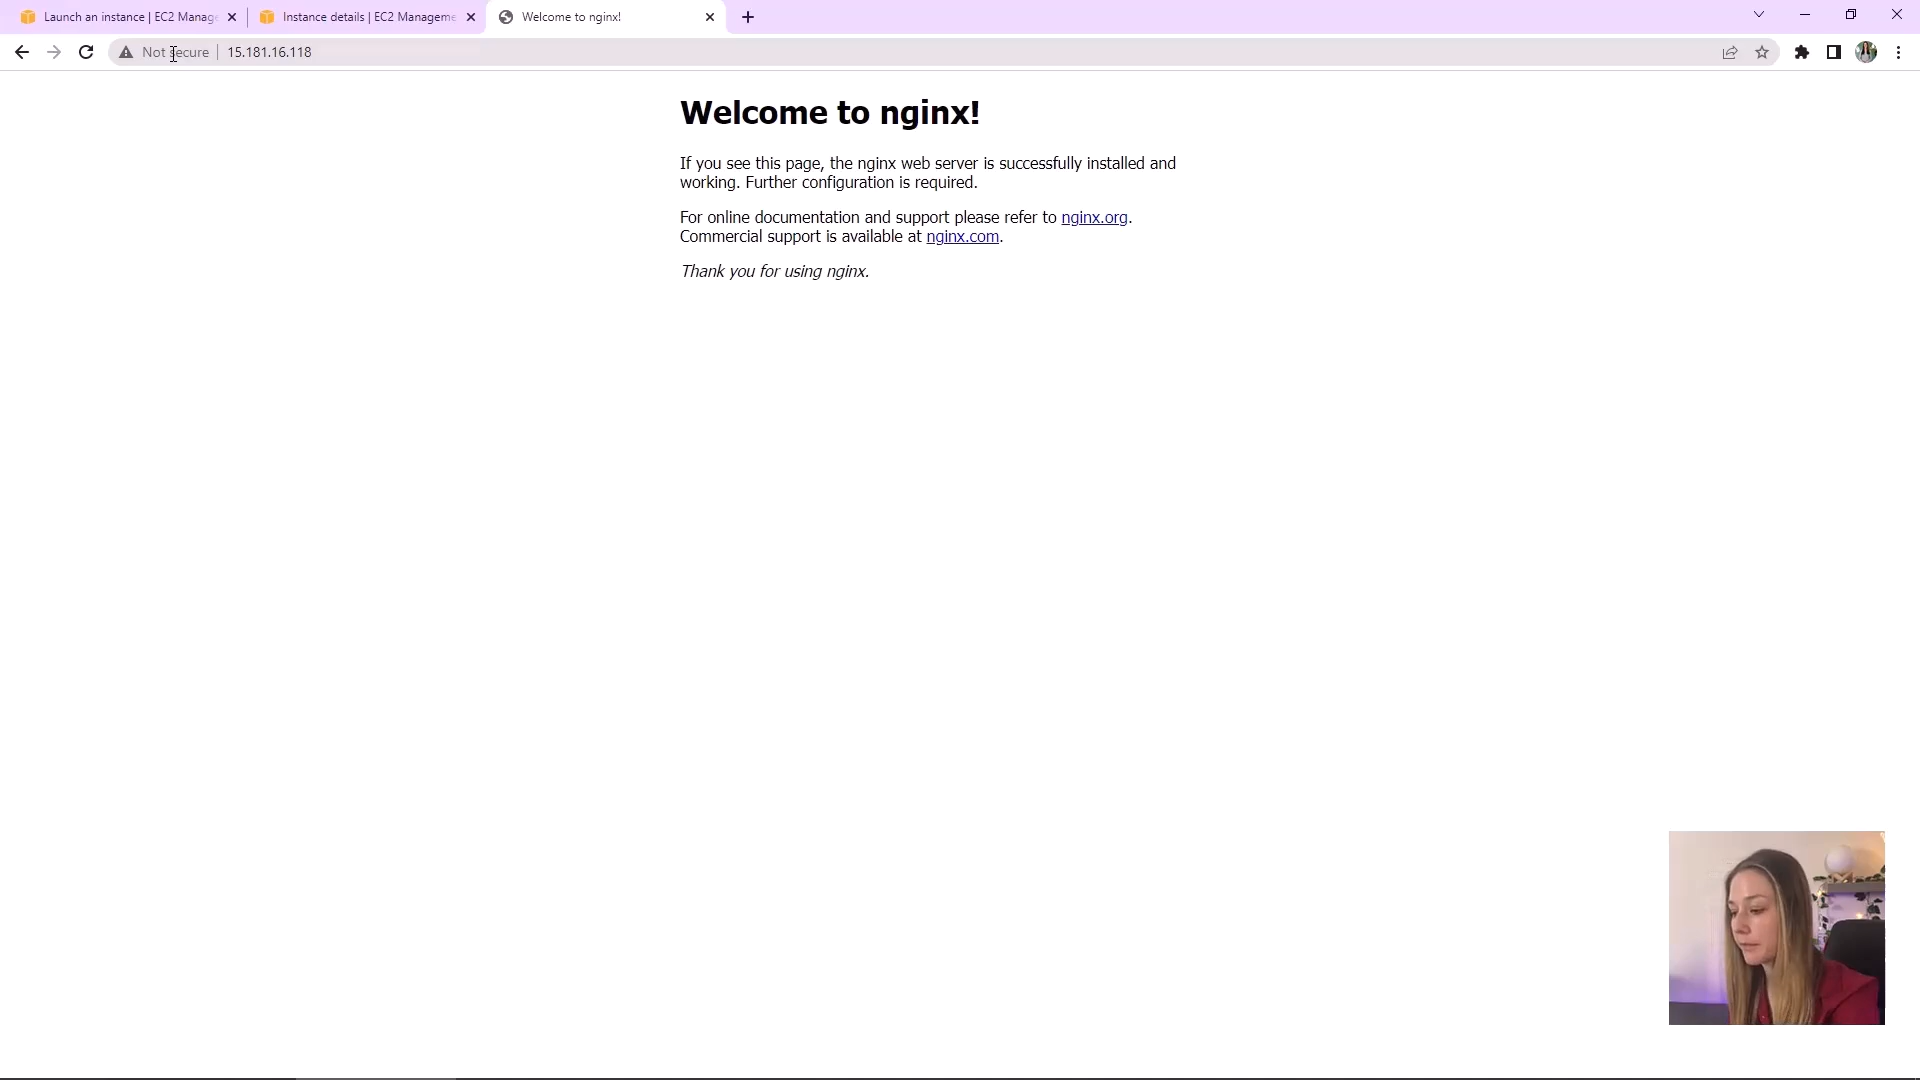 Launch an instance | EC2 Manage
Instance details | EC2 Manageme
Welcome to nginx!
Not secure
15.181.16.118
Welcome to nginx!
If you see this page, the nginx web server is successfully installed and
working. Further configuration is required.
For online documentation and support please refer to nginx.org.
Commercial support is available at nginx.com.
Thank you for using nginx.